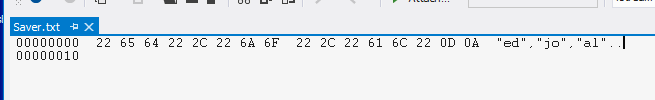 Attach...
Saver.txt
00000000 22 65 64 22 2C 22 6A 6F 22 2C 22 61 6C 22 0D 0A "ed","jo","al"..
00000010